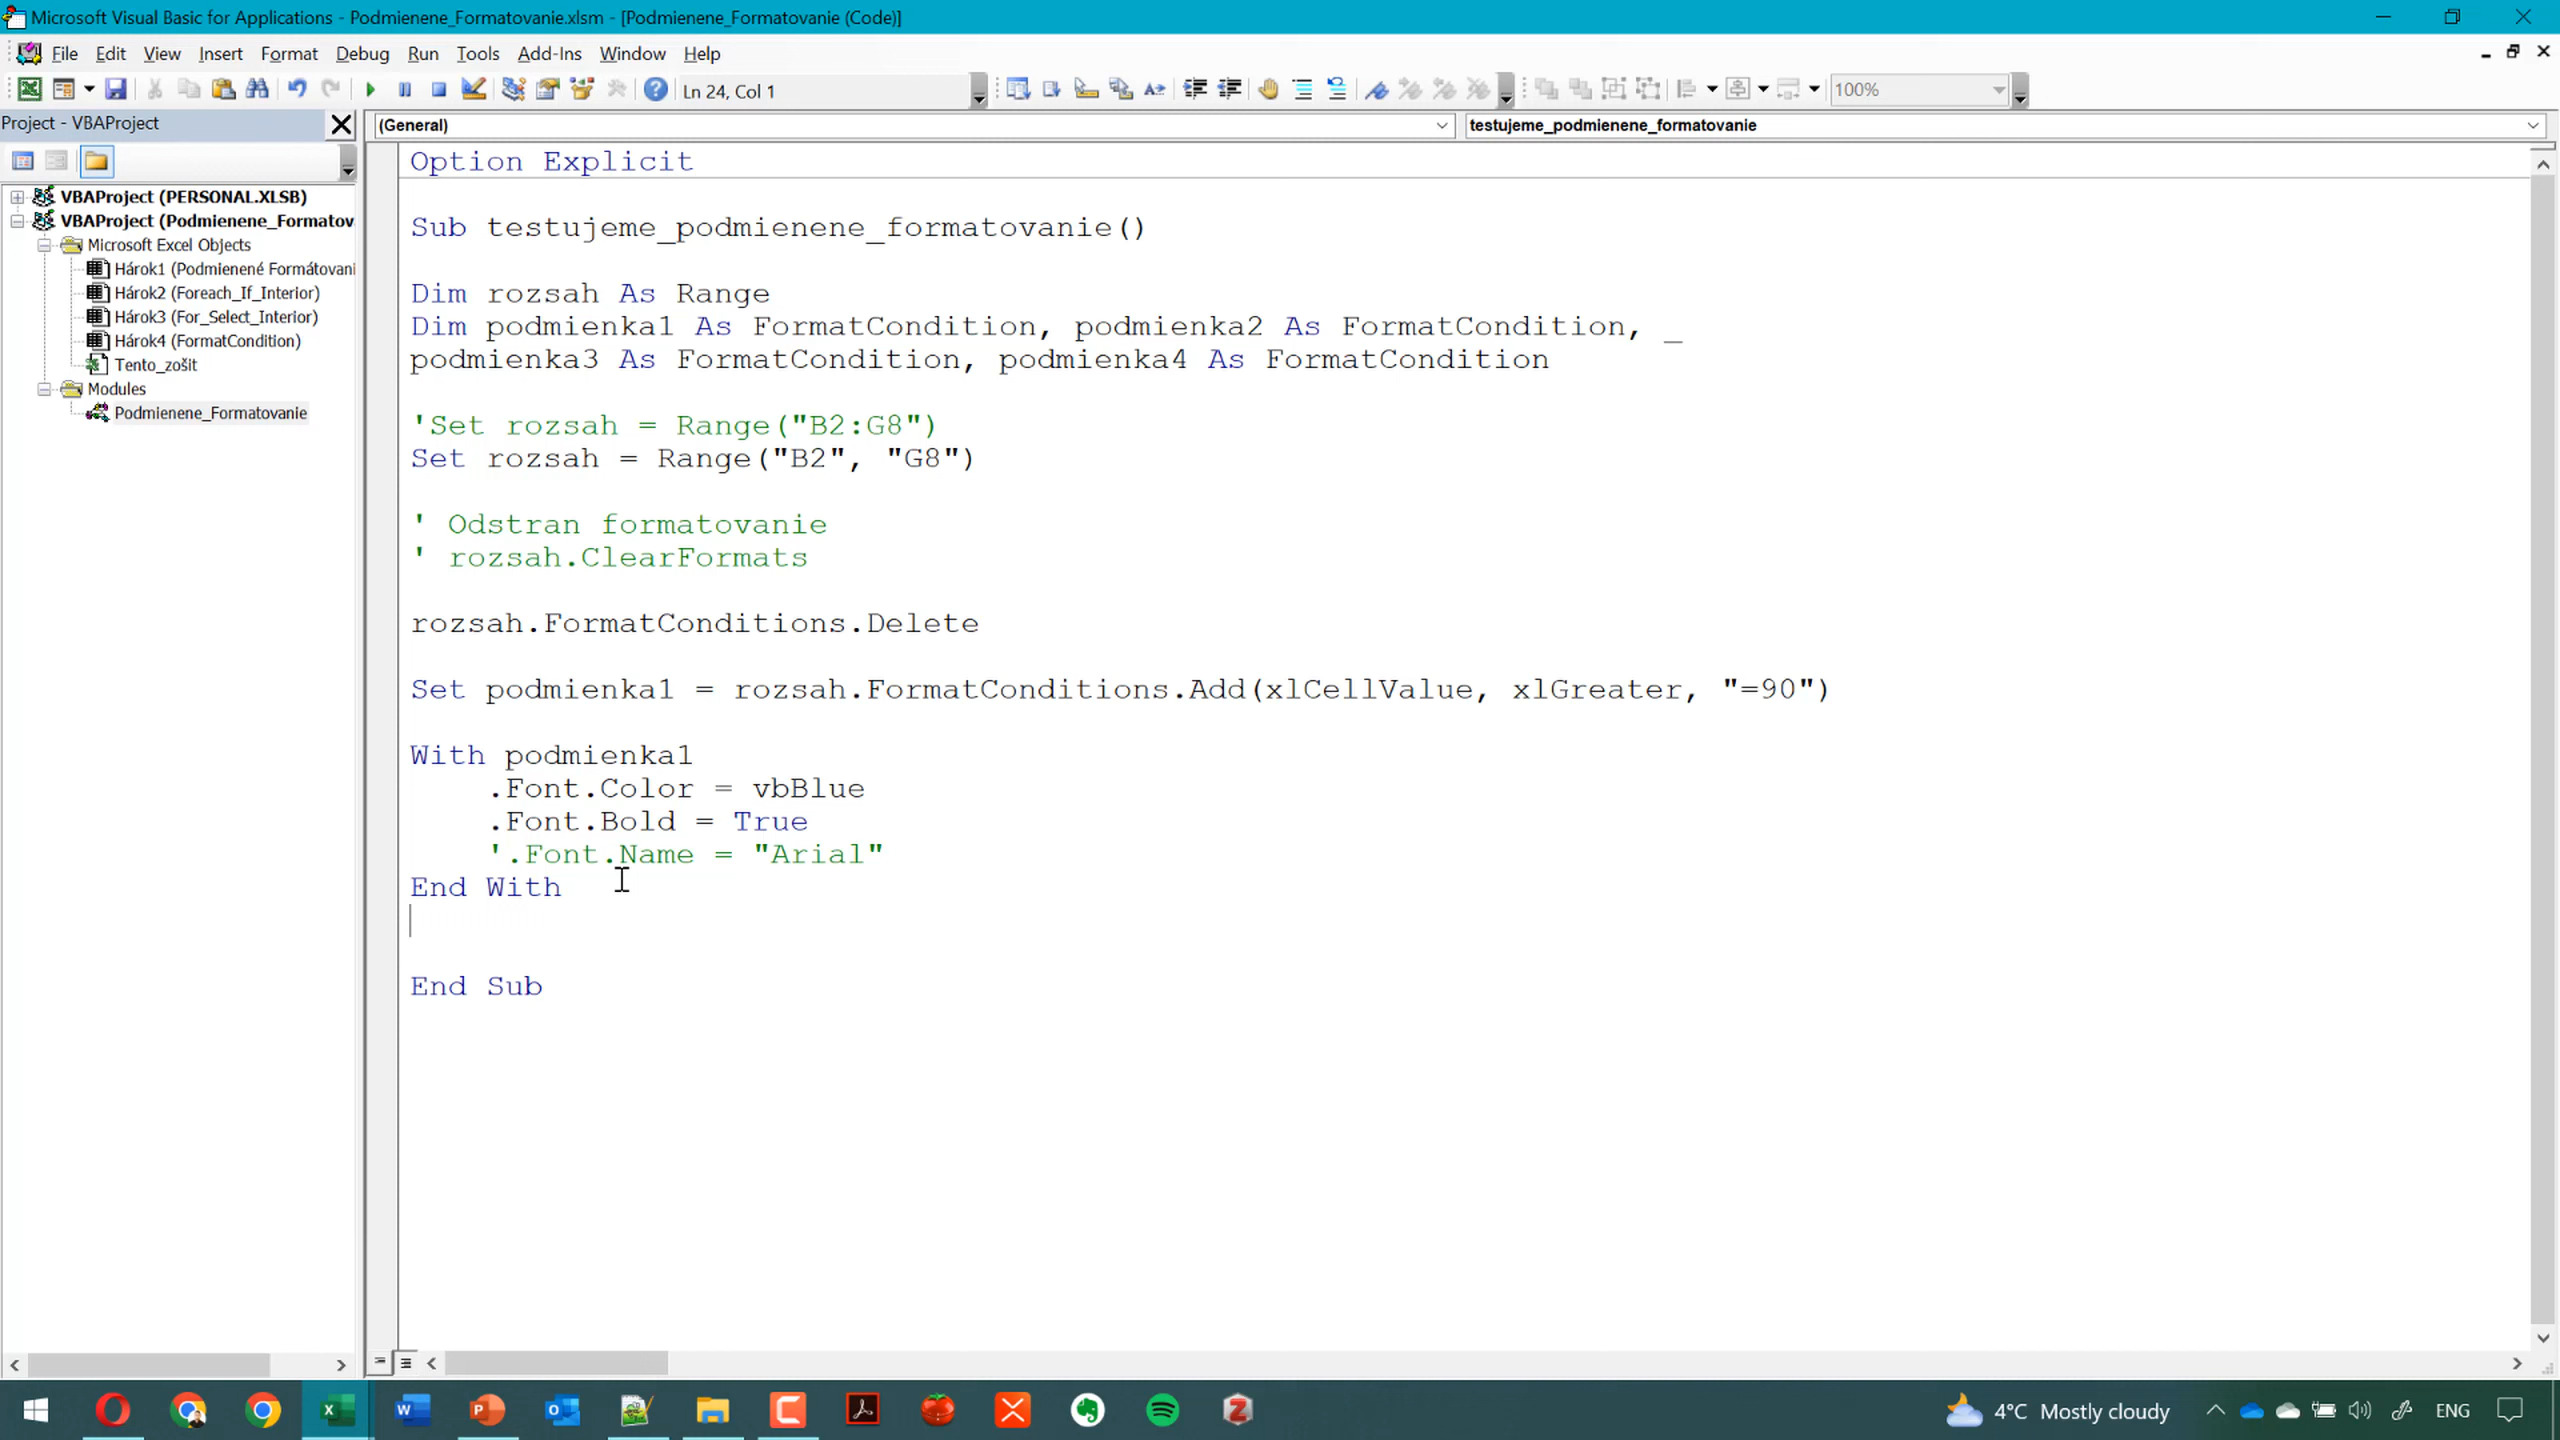 Microsoft Visual Basic for Applications - Podmienene_Formatovanie.xlsm - [Podmienene_Formatovanie (Code)]
File Edit View Insert Format Debug Run Tools Add-Ins Window Help
Ln 24, Col 1
100%
Project - VBAProject
(General)
testujeme_podmienene_formatovanie
VBAProject (PERSONAL.XLSB)
VBAProject (Podmienene_Formatov
Microsoft Excel Objects
Hárok1 (Podmienené Formátovani
Hárok2 (Foreach_If_Interior)
Hárok3 (For_Select_Interior)
Hárok4 (FormatCondition)
Tento_zošit
Modules
Podmienene_Formatovanie
Option Explicit
Sub testujeme_podmienene_formatovanie()
Dim rozsah As Range
Dim podmienka1 As FormatCondition, podmienka2 As FormatCondition, _
podmienka3 As FormatCondition, podmienka4 As FormatCondition
'Set rozsah = Range("B2:G8")
Set rozsah = Range("B2", "G8")
' Odstran formatovanie
' rozsah.ClearFormats
rozsah.FormatConditions.Delete
Set podmienka1 = rozsah.FormatConditions.Add(xlCellValue, xlGreater, "=90")
With podmienka1
.Font.Color = vbBlue
.Font.Bold = True
'.Font.Name = "Arial"
End With
End Sub
4°C Mostly cloudy
ENG